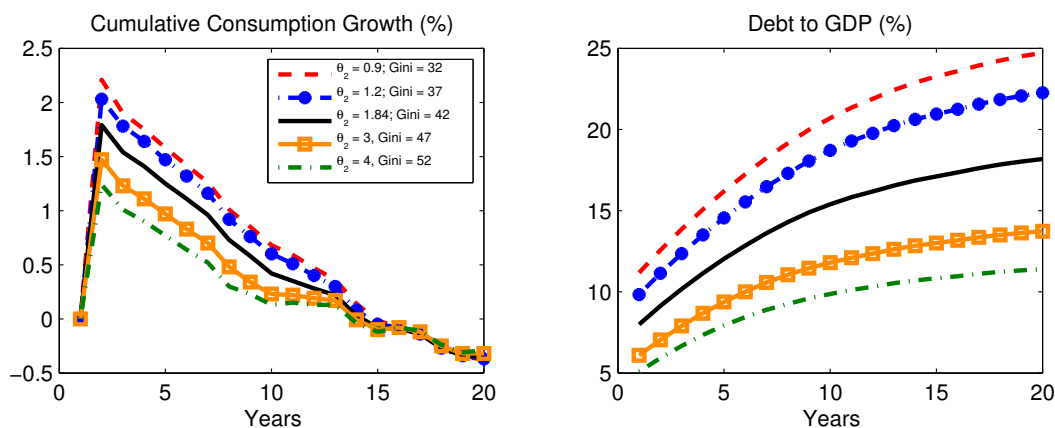 Cumulative Consumption Growth (%)
2.5
2
1.5
1
0.5
0
−0.5
0
5
10
15
20
Years
θ2 = 0.9; Gini = 32
θ2 = 1.2; Gini = 37
θ2 = 1.84; Gini = 42
θ2 = 3, Gini = 47
θ2 = 4, Gini = 52
Debt to GDP (%)
25
20
15
10
5
0
5
10
15
20
Years